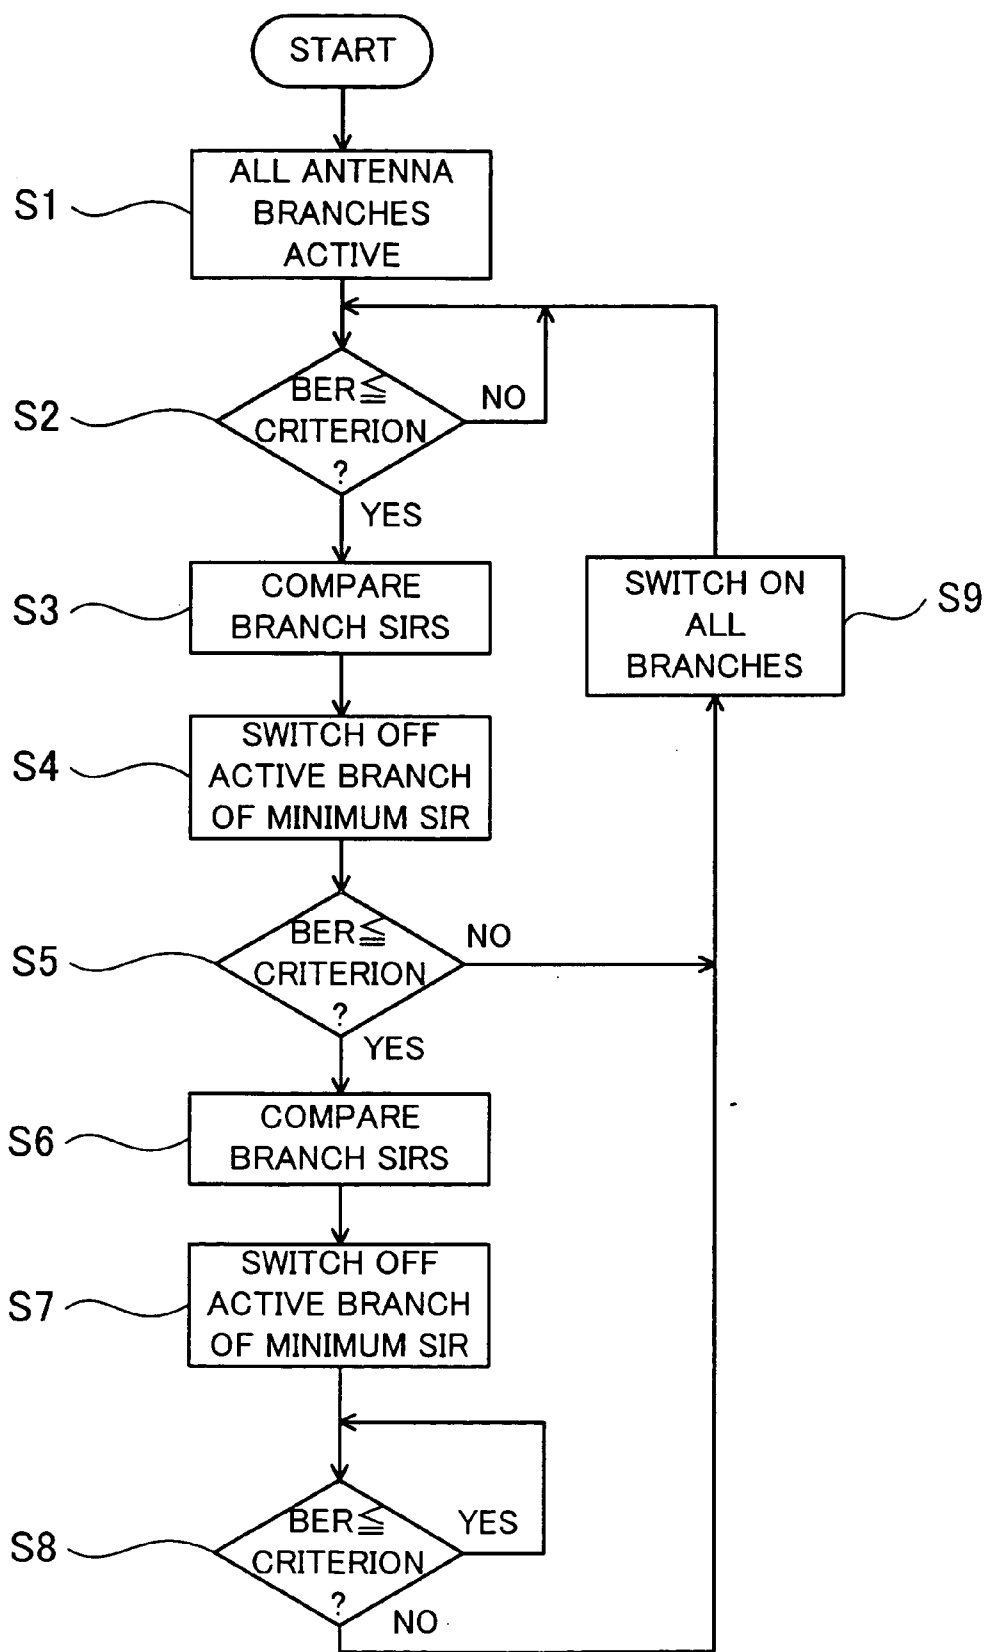 START
S1
ALL ANTENNA
BRANCHES
ACTIVE
S2
BER≦
CRITERION
?
NO
YES
S3
COMPARE
BRANCH SIRS
SWITCH ON
ALL
BRANCHES
S9
S4
SWITCH OFF
ACTIVE BRANCH
OF MINIMUM SIR
S5
BER≦
CRITERION
?
NO
YES
S6
COMPARE
BRANCH SIRS
S7
SWITCH OFF
ACTIVE BRANCH
OF MINIMUM SIR
S8
BER≦
CRITERION
?
YES
NO